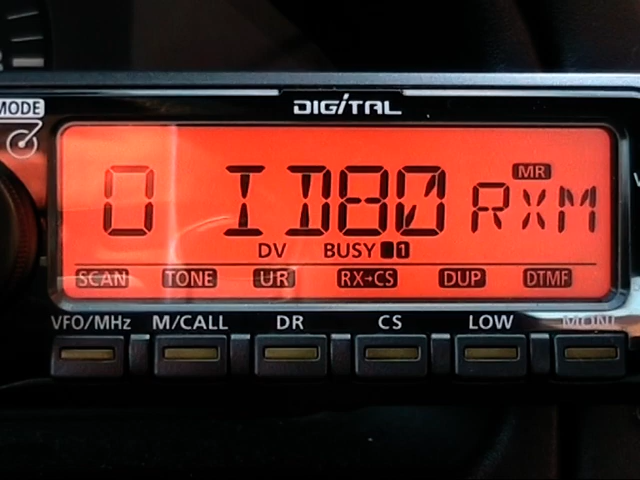 DIGITAL
MODE
MR
0 ID80 RXM
DV BUSY 1
SCAN TONE UR RX→CS DUP DTMF
VFO/MHz M/CALL DR CS LOW MONI